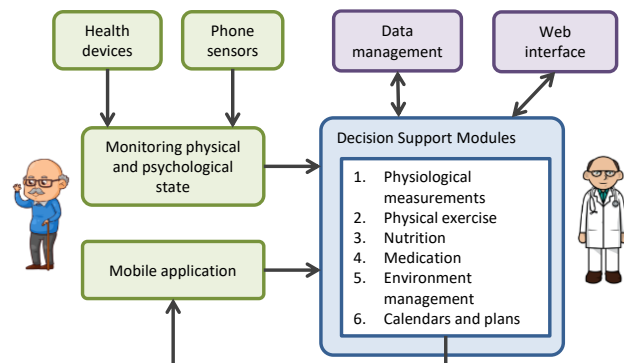 Health
devices
Phone
sensors
Data
management
Web
interface
Monitoring physical
and psychological
state
Decision Support Modules
1. Physiological
measurements
2. Physical exercise
3. Nutrition
4. Medication
5. Environment
management
6. Calendars and plans
Mobile application